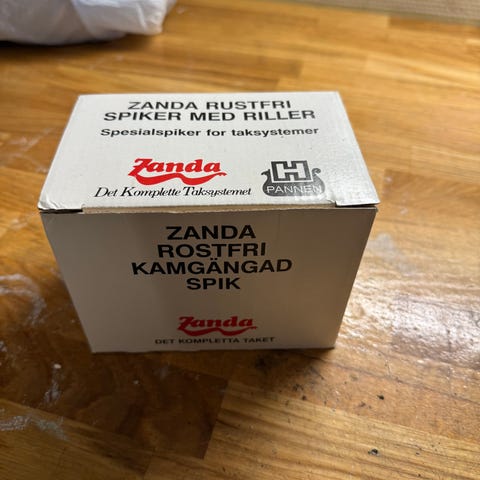 ZANDA RUSTFRI
SPIKER MED RILLER
Spesialspiker for taksystemer
Zanda
Det Komplette Taksystemet
H
PANNEN
ZANDA
ROSTFRI
KAMGÄNGAD
SPIK
Zanda
DET KOMPLETTA TAKET